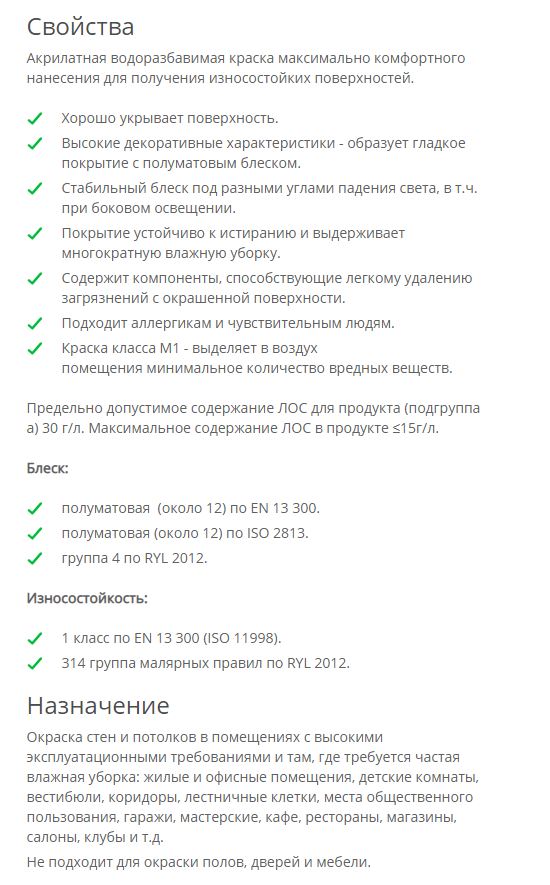 Свойства
Акрилатная водоразбавимая краска максимально комфортного
нанесения для получения износостойких поверхностей.
Хорошо укрывает поверхность.
Высокие декоративные характеристики - образует гладкое
покрытие с полуматовым блеском.
Стабильный блеск под разными углами падения света, в т.ч.
при боковом освещении.
Покрытие устойчиво к истиранию и выдерживает
многократную влажную уборку.
Содержит компоненты, способствующие легкому удалению
загрязнений с окрашенной поверхности.
Подходит аллергикам и чувствительным людям.
Краска класса М1 - выделяет в воздух
помещения минимальное количество вредных веществ.
Предельно допустимое содержание ЛОС для продукта (подгруппа
а) 30 г/л. Максимальное содержание ЛОС в продукте ≤15г/л.
Блеск:
полуматовая  (около 12) по EN 13 300.
полуматовая (около 12) по ISO 2813.
группа 4 по RYL 2012.
Износостойкость:
1 класс по EN 13 300 (ISO 11998).
314 группа малярных правил по RYL 2012.
Назначение
Окраска стен и потолков в помещениях с высокими
эксплуатационными требованиями и там, где требуется частая
влажная уборка: жилые и офисные помещения, детские комнаты,
вестибюли, коридоры, лестничные клетки, места общественного
пользования, гаражи, мастерские, кафе, рестораны, магазины,
салоны, клубы и т.д.
Не подходит для окраски полов, дверей и мебели.